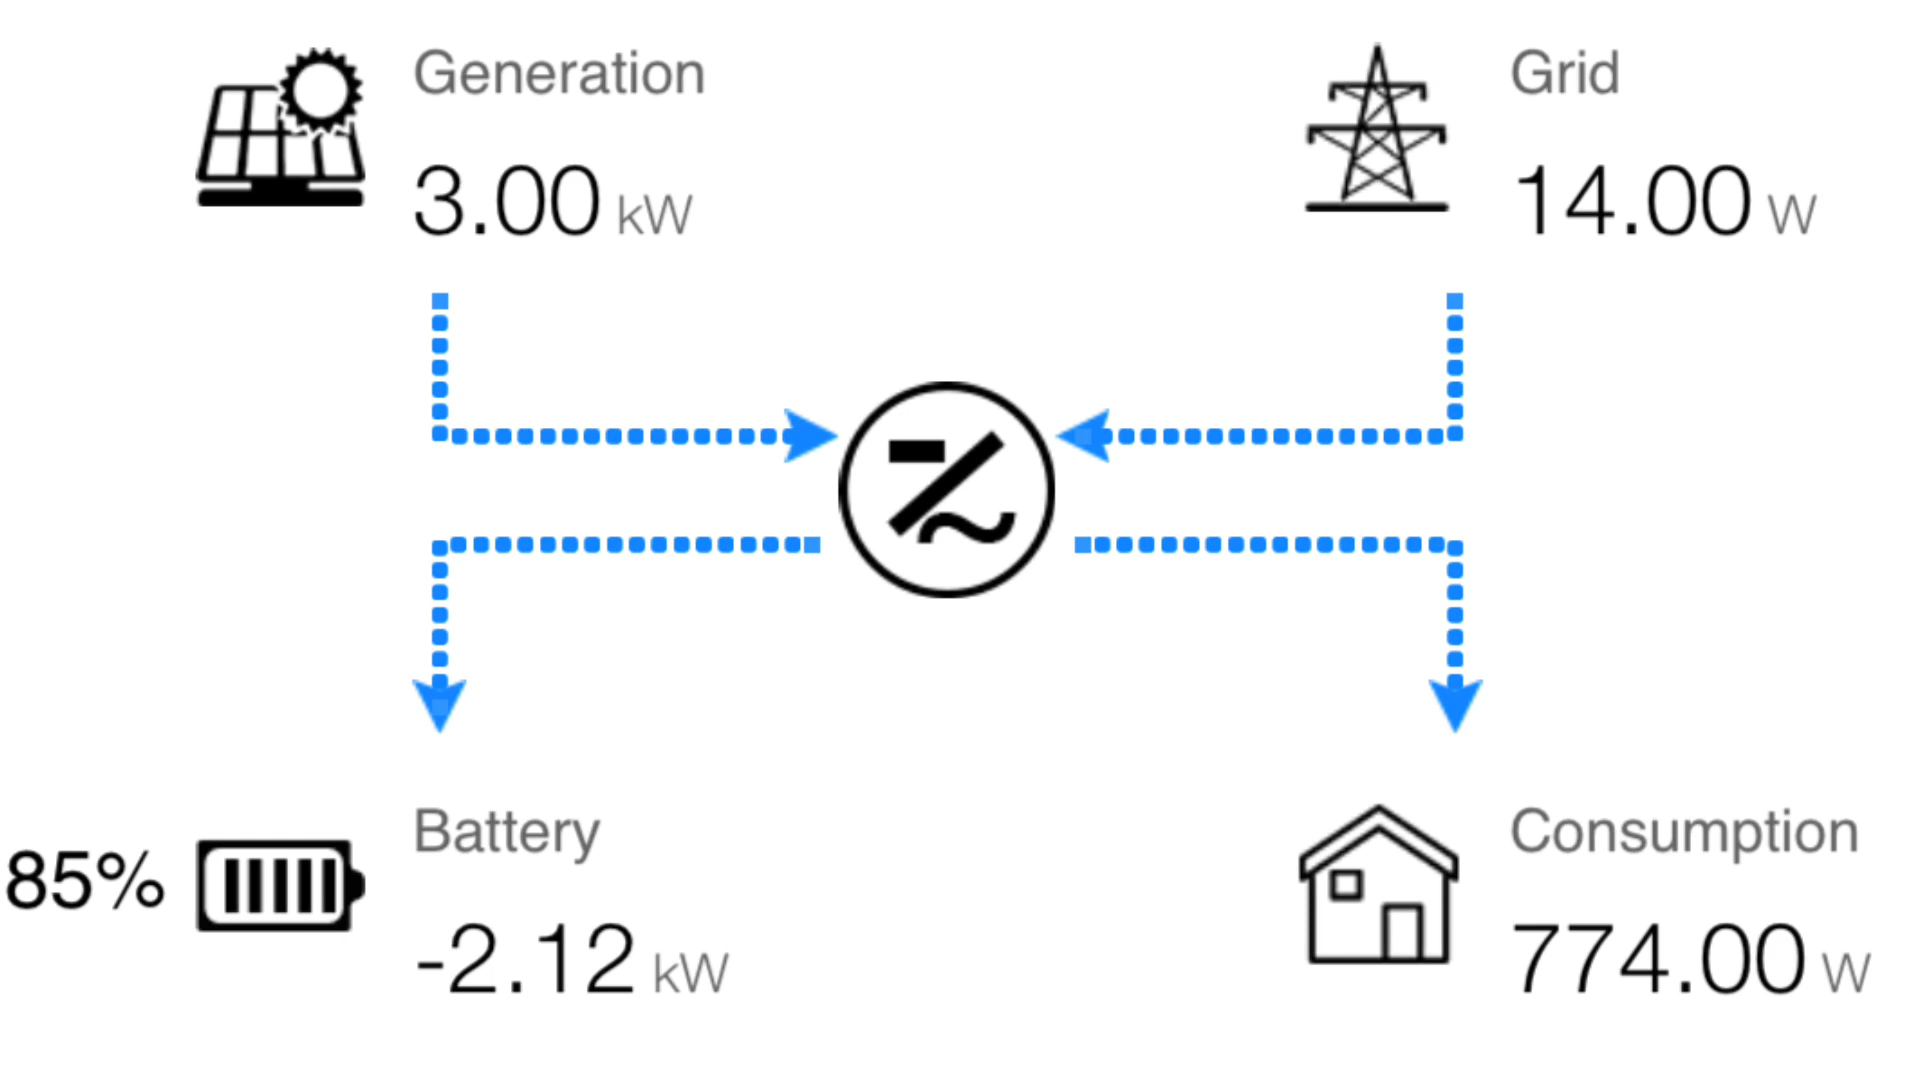 Generation
3.00 kW
Grid
14.00 W
85%
Battery
-2.12 kW
Consumption
774.00 W